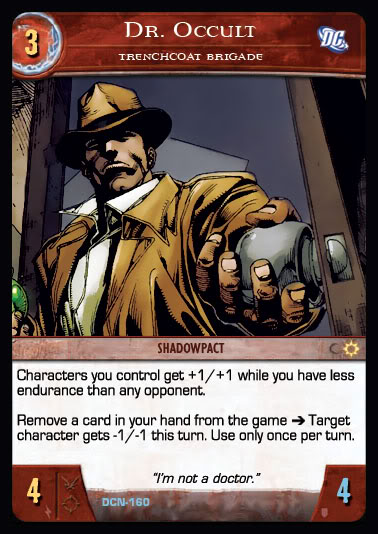 3
DR. OCCULT
DC
TRENCHCOAT BRIGADE
SHADOWPACT
C
Characters you control get +1/+1 while you have less
endurance than any opponent.
Remove a card in your hand from the game ➔ Target
character gets -1/-1 this turn. Use only once per turn.
"I'm not a doctor."
4
DCN-160
4